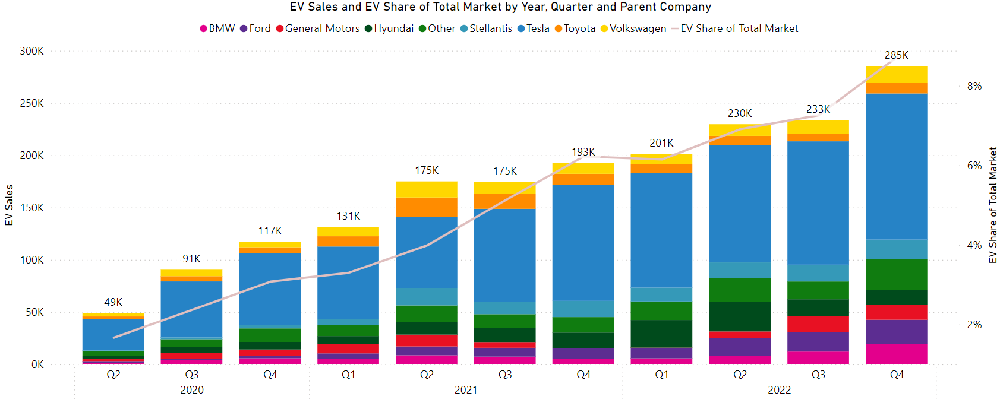 EV Sales and EV Share of Total Market by Year, Quarter and Parent Company
BMW Ford General Motors Hyundai Other Stellantis Tesla Toyota Volkswagen EV Share of Total Market
300K
250K
200K
150K
100K
50K
0K
EV Sales
49K
91K
117K
131K
175K
175K
193K
201K
230K
233K
285K
8%
6%
4%
2%
EV Share of Total Market
Q2 Q3 Q4 Q1 Q2 Q3 Q4 Q1 Q2 Q3 Q4
2020 2021 2022